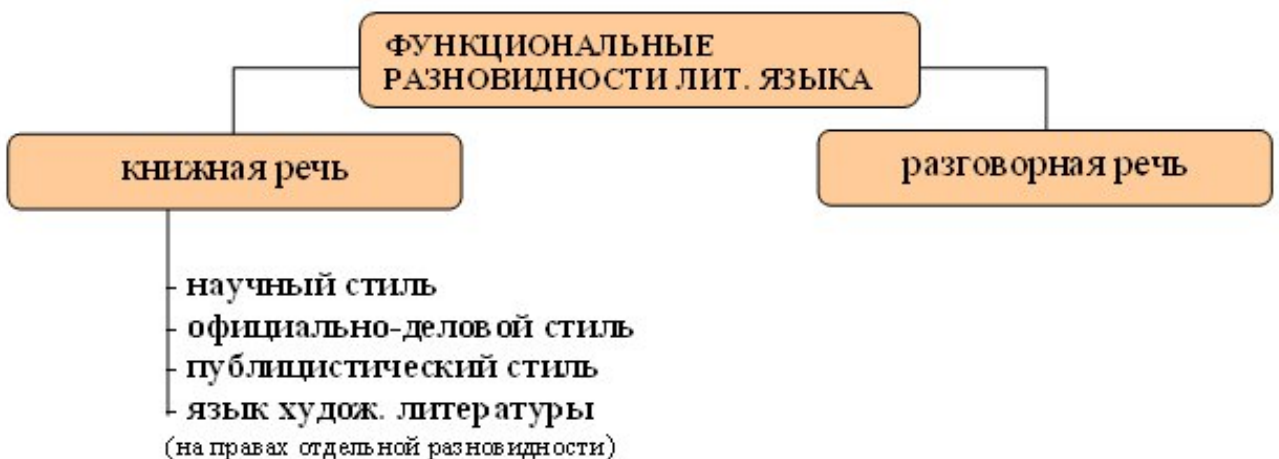 ФУНКЦИОНАЛЬНЫЕ
РАЗНОВИДНОСТИ ЛИТ. ЯЗЫКА
книжная речь
разговорная речь
- научный стиль
- официально-деловой стиль
- публицистический стиль
- язык худож. литературы
(на правах отдельной разновидности)